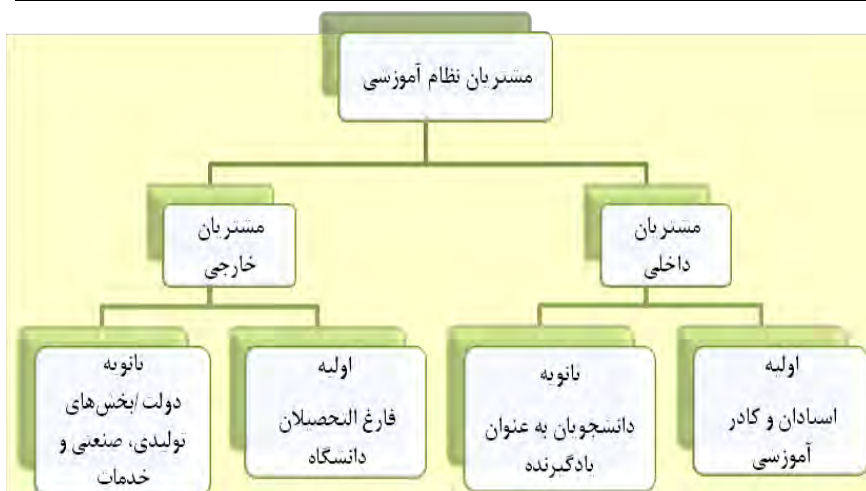 مشتریان نظام آموزشی
مشتریان
داخلی
مشتریان
خارجی
اولیه
استادان و کادر
آموزشی
ثانویه
دانشجویان به عنوان
یادگیرنده
اولیه
فارغ التحصیلان
دانشگاه
ثانویه
دولت /بخش‌های
تولیدی، صنعتی و
خدمات